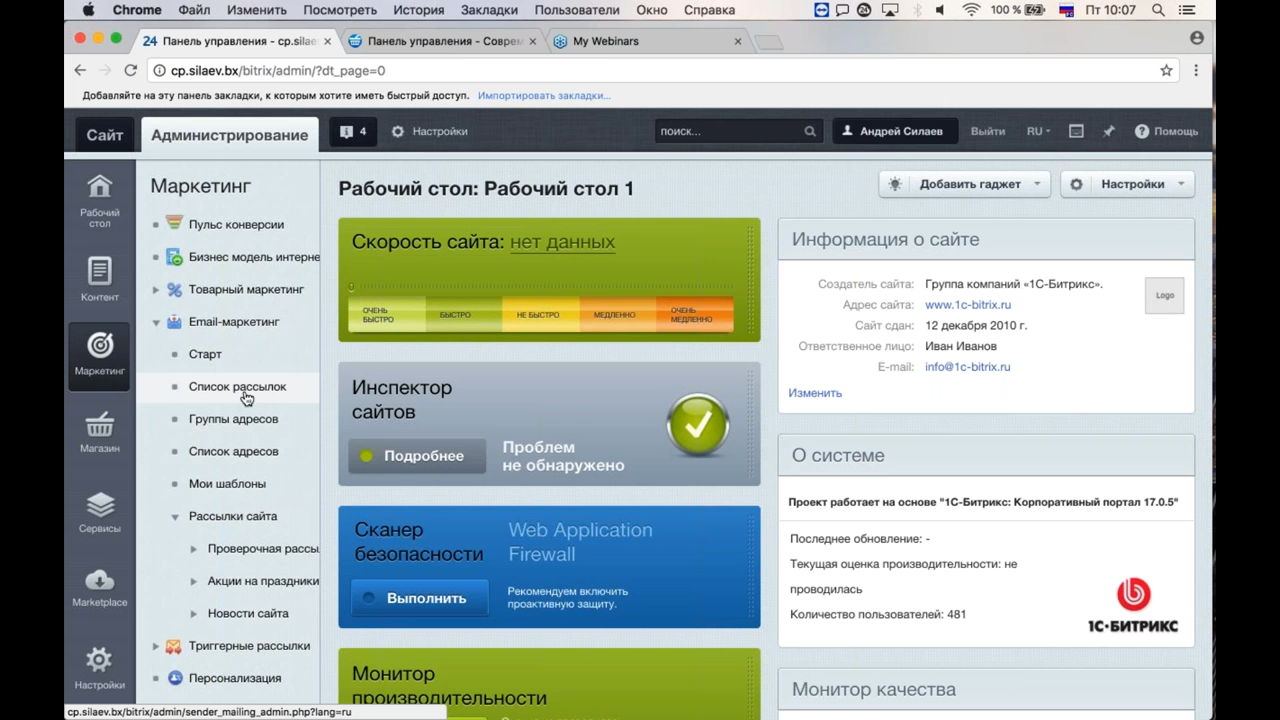 Chrome Файл Изменить Просмотреть История Закладки Пользователи Окно Справка 100 % Пт 10:07
24 Панель управления - cp.silaev × Панель управления - Соврем × My Webinars ×
cp.silaev.bx/bitrix/admin/?dt_page=0
Добавляйте на эту панель закладки, к которым хотите иметь быстрый доступ. Импортировать закладки...
Сайт Администрирование 4 Настройки поиск... Андрей Силаев Выйти RU Помощь
Рабочий стол
Контент
Маркетинг
Магазин
Сервисы
Marketplace
Настройки
Маркетинг
Пульс конверсии
Бизнес модель интерне
Товарный маркетинг
Email-маркетинг
Старт
Список рассылок
Группы адресов
Список адресов
Мои шаблоны
Рассылки сайта
Проверочная рассы
Акции на праздники
Новости сайта
Триггерные рассылки
Персонализация
Рабочий стол: Рабочий стол 1
Добавить гаджет Настройки
Скорость сайта: нет данных
0
ОЧЕНЬ БЫСТРО БЫСТРО НЕ БЫСТРО МЕДЛЕННО ОЧЕНЬ МЕДЛЕННО
Инспектор
сайтов
Подробнее
Проблем
не обнаружено
Сканер
безопасности
Web Application
Firewall
Выполнить
Рекомендуем включить
проактивную защиту.
Монитор
производительности
Информация о сайте
Создатель сайта: Группа компаний «1С-Битрикс».
Адрес сайта: www.1c-bitrix.ru
Сайт сдан: 12 декабря 2010 г.
Ответственное лицо: Иван Иванов
E-mail: info@1c-bitrix.ru
Logo
Изменить
О системе
Проект работает на основе "1С-Битрикс: Корпоративный портал 17.0.5"
Последнее обновление: -
Текущая оценка производительности: не
проводилась
Количество пользователей: 481
1С·БИТРИКС
Монитор качества
cp.silaev.bx/bitrix/admin/sender_mailing_admin.php?lang=ru